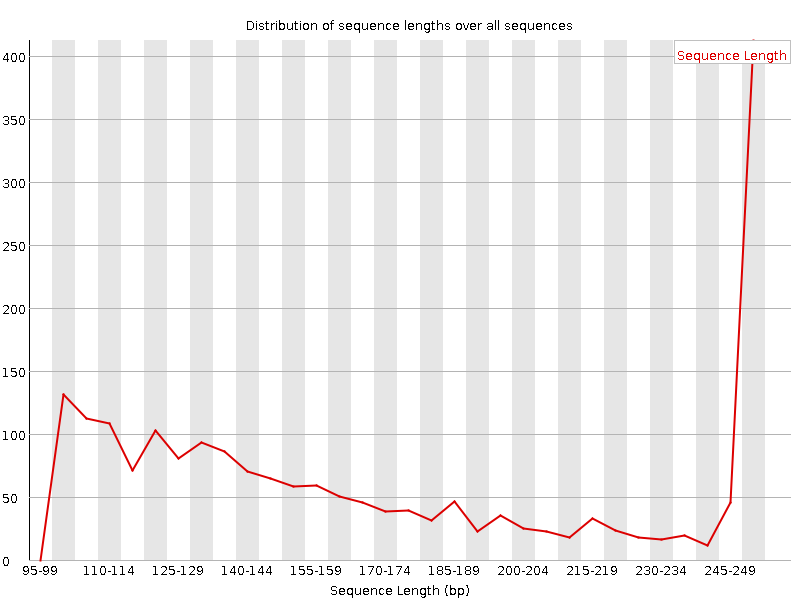 Distribution of sequence lengths over all sequences
Sequence Length
400
350
300
250
200
150
100
50
0
95-99 110-114 125-129 140-144 155-159 170-174 185-189 200-204 215-219 230-234 245-249
Sequence Length (bp)